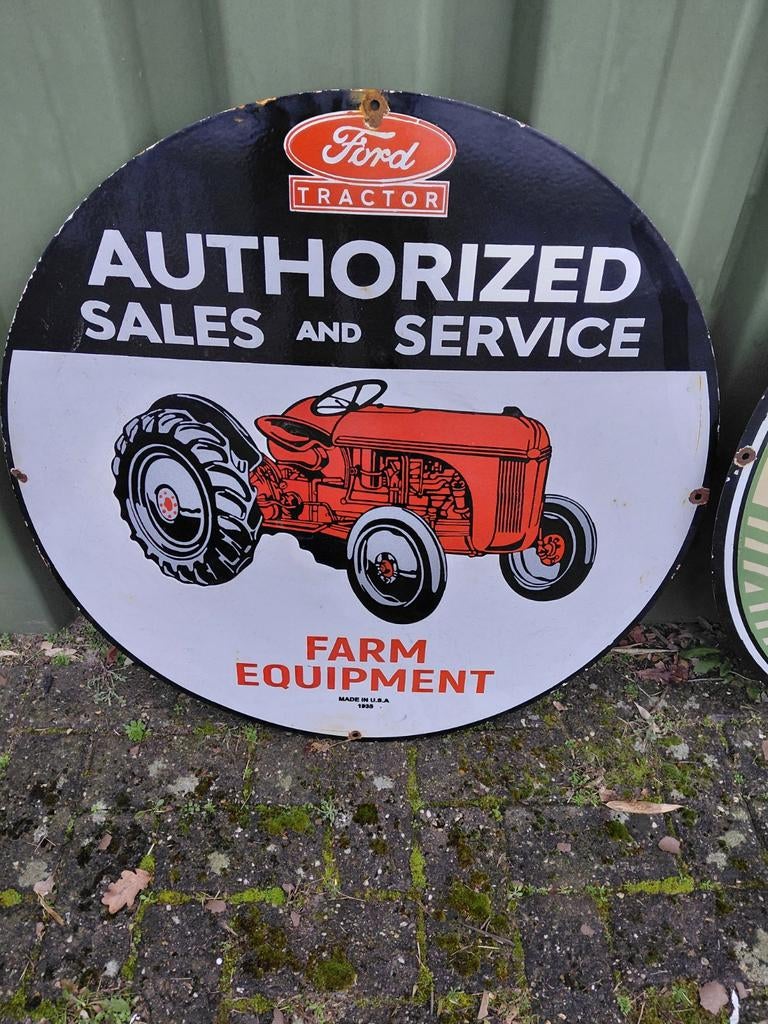 Ford
TRACTOR
AUTHORIZED
SALES AND SERVICE
FARM
EQUIPMENT
MADE IN U.S.A
1935